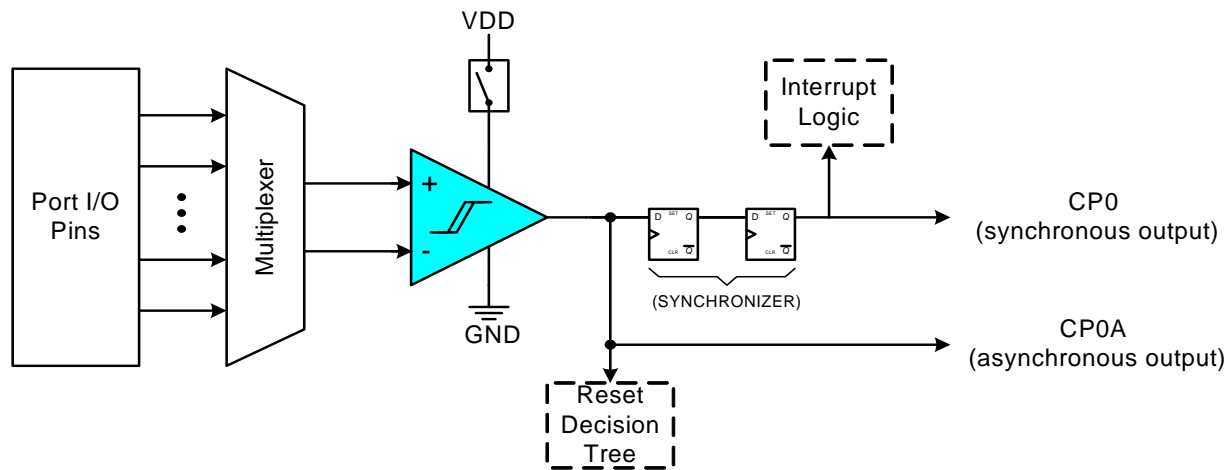 VDD
Port I/O
Pins
Multiplexer
+
-
GND
D
SET
Q
CLR
Q
D
SET
Q
CLR
Q
(SYNCHRONIZER)
Interrupt
Logic
CP0
(synchronous output)
CP0A
(asynchronous output)
Reset
Decision
Tree